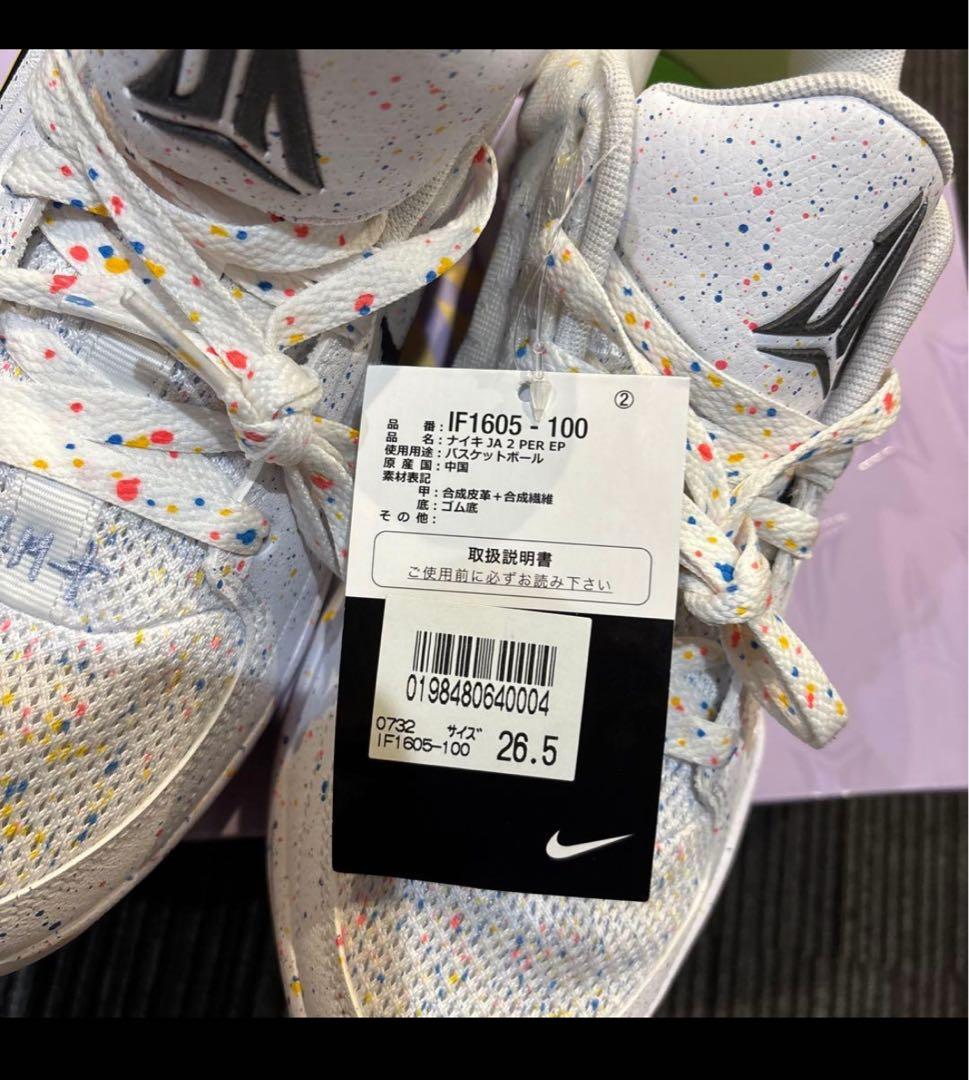 ②
品 番:IF1605-100
品 名:ナイキ JA 2 PER EP
使用用途:バスケットボール
原産国:中国
素材表記
甲:合成皮革+合成繊維
底:ゴム底
その他:
取扱説明書
ご使用前に必ずお読み下さい
0198480640004
0732 サイズ
IF1605-100 26.5